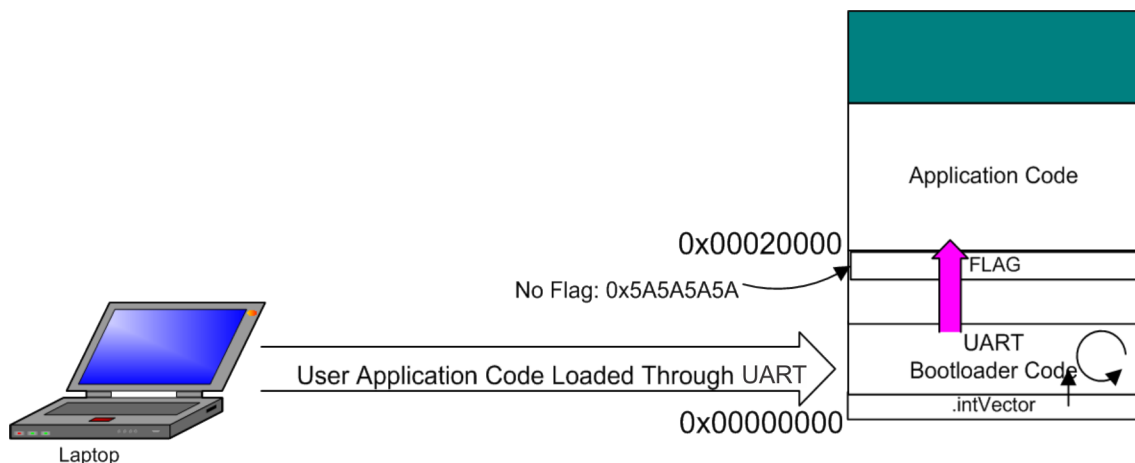 Application Code
0x00020000
FLAG
No Flag: 0x5A5A5A5A
UART
Bootloader Code
User Application Code Loaded Through UART
.intVector
0x00000000
Laptop